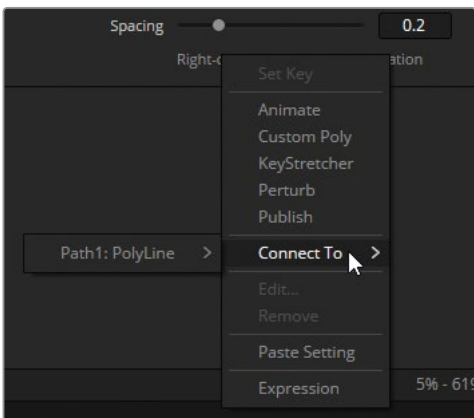 Spacing 0.2
Right-c ation
Set Key
Animate
Custom Poly
KeyStretcher
Perturb
Publish
Path1: PolyLine > Connect To >
Edit...
Remove
Paste Setting
Expression 5% - 619